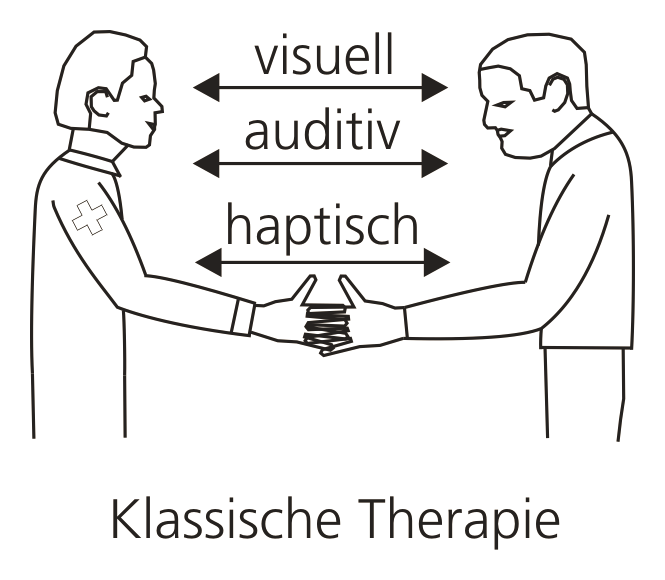 visuell
auditiv
haptisch
Klassische Therapie